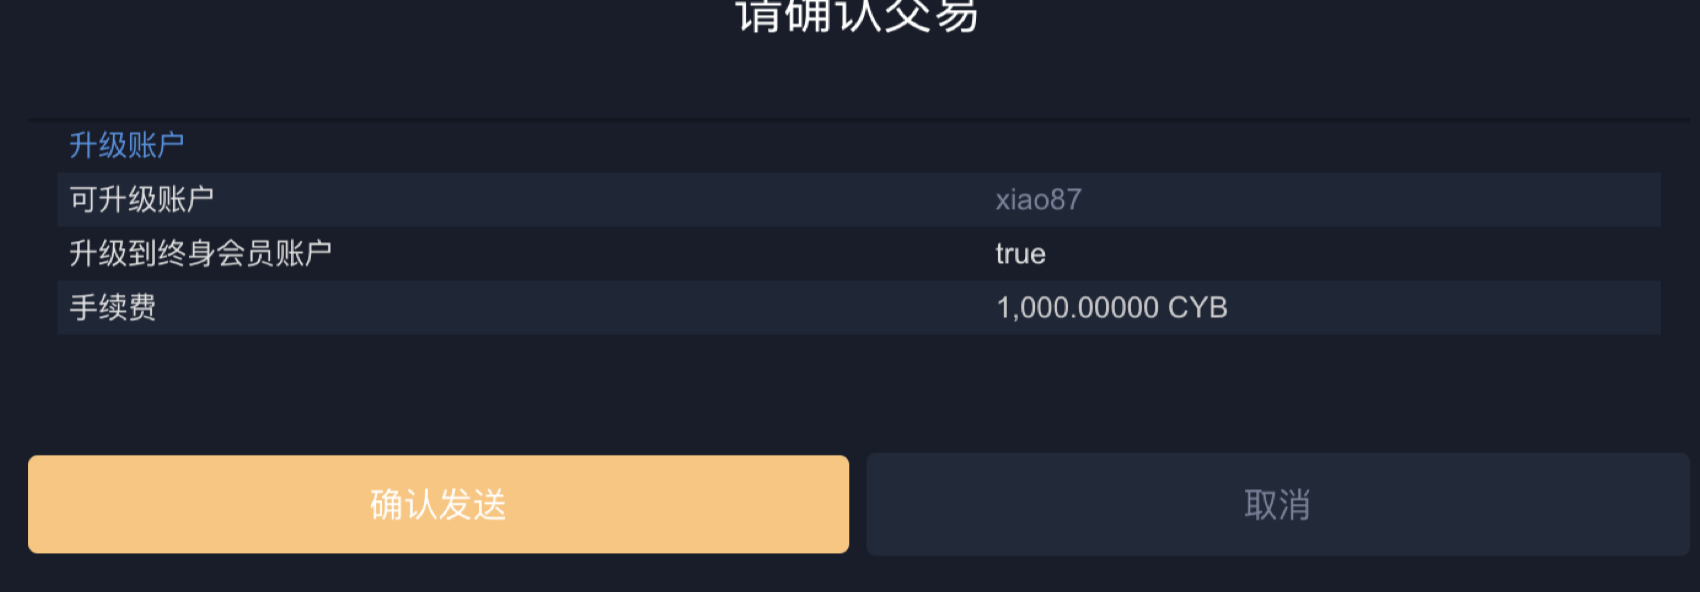 请确认交易
升级账户
可升级账户 xiao87
升级到终身会员账户 true
手续费 1,000.00000 CYB
确认发送 取消